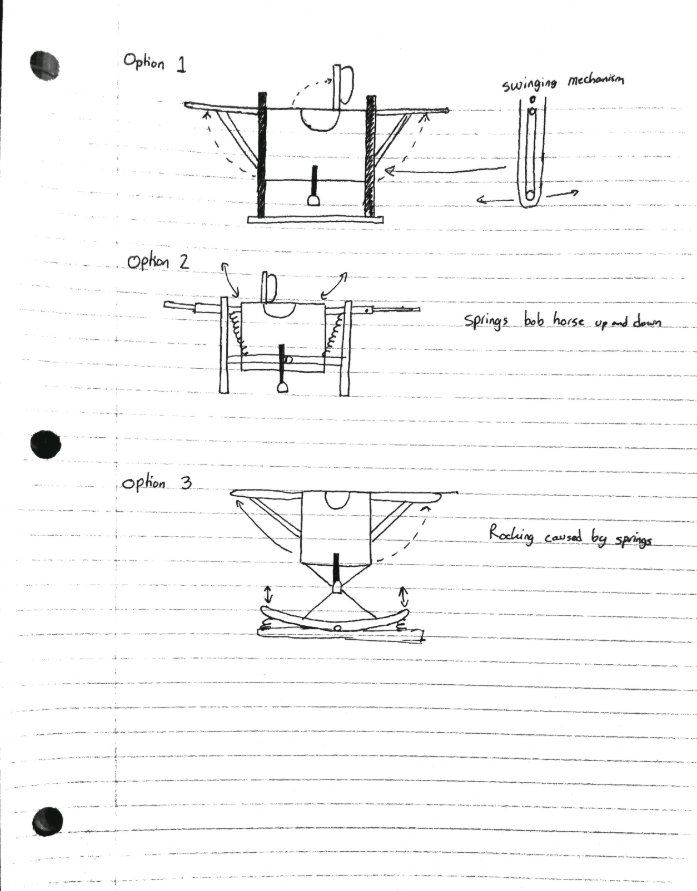 Option 1
swinging mechanism
Option 2
Springs bob horse up and down
Option 3
Rocking caused by springs